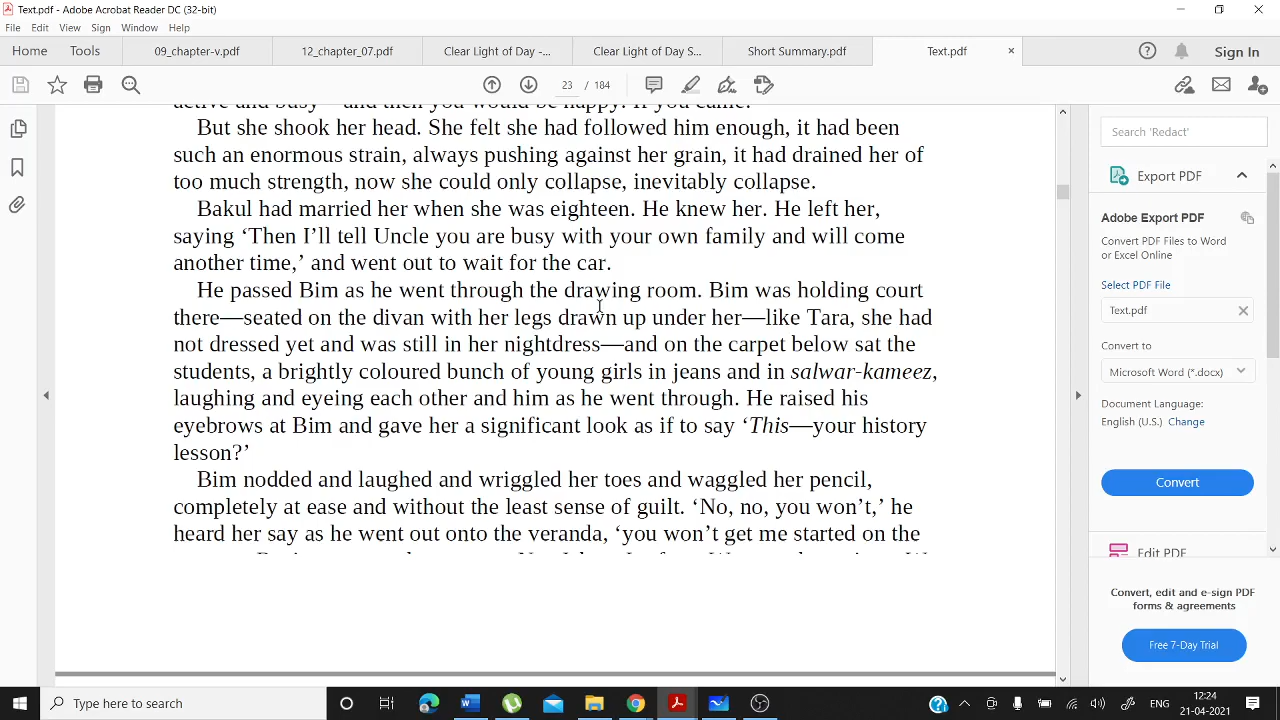 Text.pdf - Adobe Acrobat Reader DC (32-bit)
File Edit View Sign Window Help
Home Tools 09_chapter-v.pdf 12_chapter_07.pdf Clear Light of Day -... Clear Light of Day S... Short Summary.pdf Text.pdf × Sign In
23 / 184
active and busy—and then you would be happy. If you came.'
But she shook her head. She felt she had followed him enough, it had been
such an enormous strain, always pushing against her grain, it had drained her of
too much strength, now she could only collapse, inevitably collapse.
Bakul had married her when she was eighteen. He knew her. He left her,
saying ‘Then I’ll tell Uncle you are busy with your own family and will come
another time,’ and went out to wait for the car.
He passed Bim as he went through the drawing room. Bim was holding court
there—seated on the divan with her legs drawn up under her—like Tara, she had
not dressed yet and was still in her nightdress—and on the carpet below sat the
students, a brightly coloured bunch of young girls in jeans and in salwar-kameez,
laughing and eyeing each other and him as he went through. He raised his
eyebrows at Bim and gave her a significant look as if to say ‘This—your history
lesson?’
Bim nodded and laughed and wriggled her toes and waggled her pencil,
completely at ease and without the least sense of guilt. ‘No, no, you won’t,’ he
heard her say as he went out onto the veranda, ‘you won’t get me started on the
Search 'Redact'
Export PDF
Adobe Export PDF
Convert PDF Files to Word
or Excel Online
Select PDF File
Text.pdf
Convert to
Microsoft Word (*.docx)
Document Language:
English (U.S.) Change
Convert
Edit PDF
Convert, edit and e-sign PDF
forms & agreements
Free 7-Day Trial
Type here to search
ENG
12:24
21-04-2021